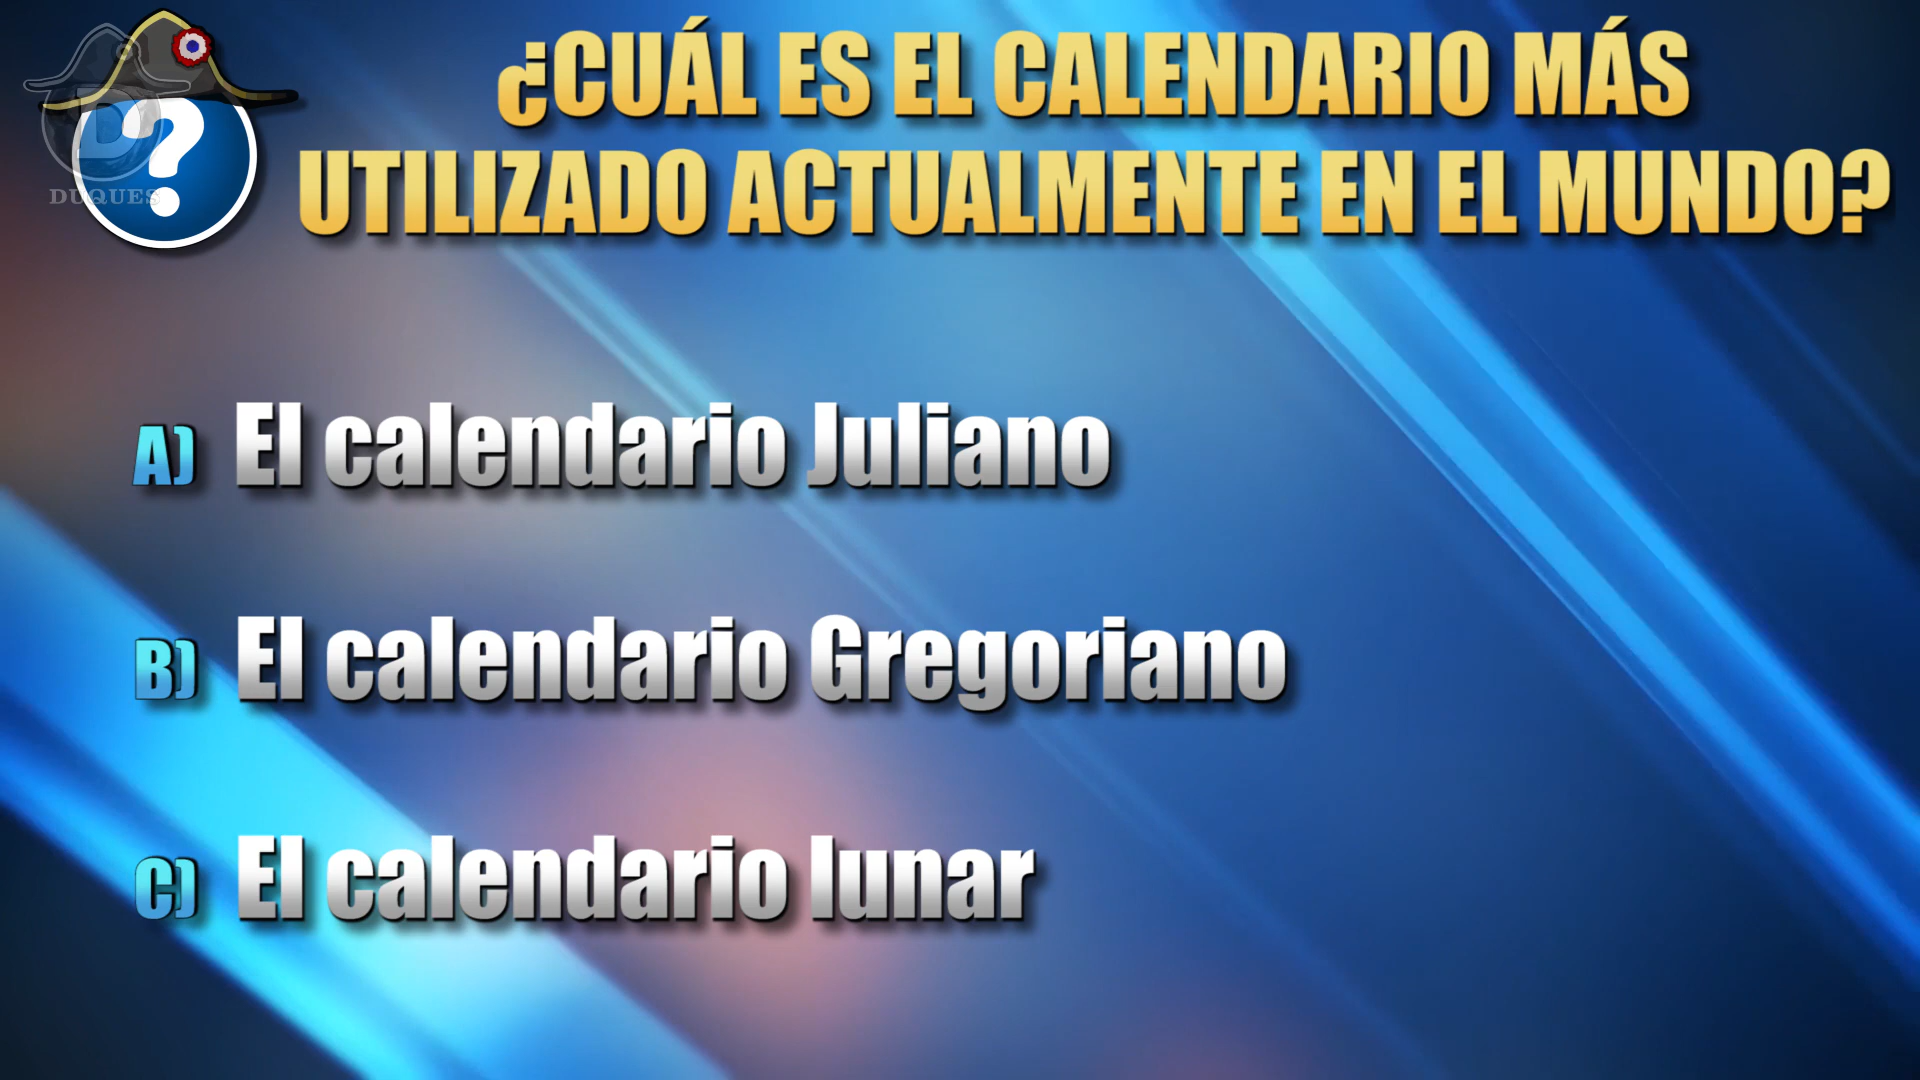 ¿CUÁL ES EL CALENDARIO MÁS
UTILIZADO ACTUALMENTE EN EL MUNDO?
?
D
DUQUES
A) El calendario Juliano
B) El calendario Gregoriano
C) El calendario lunar